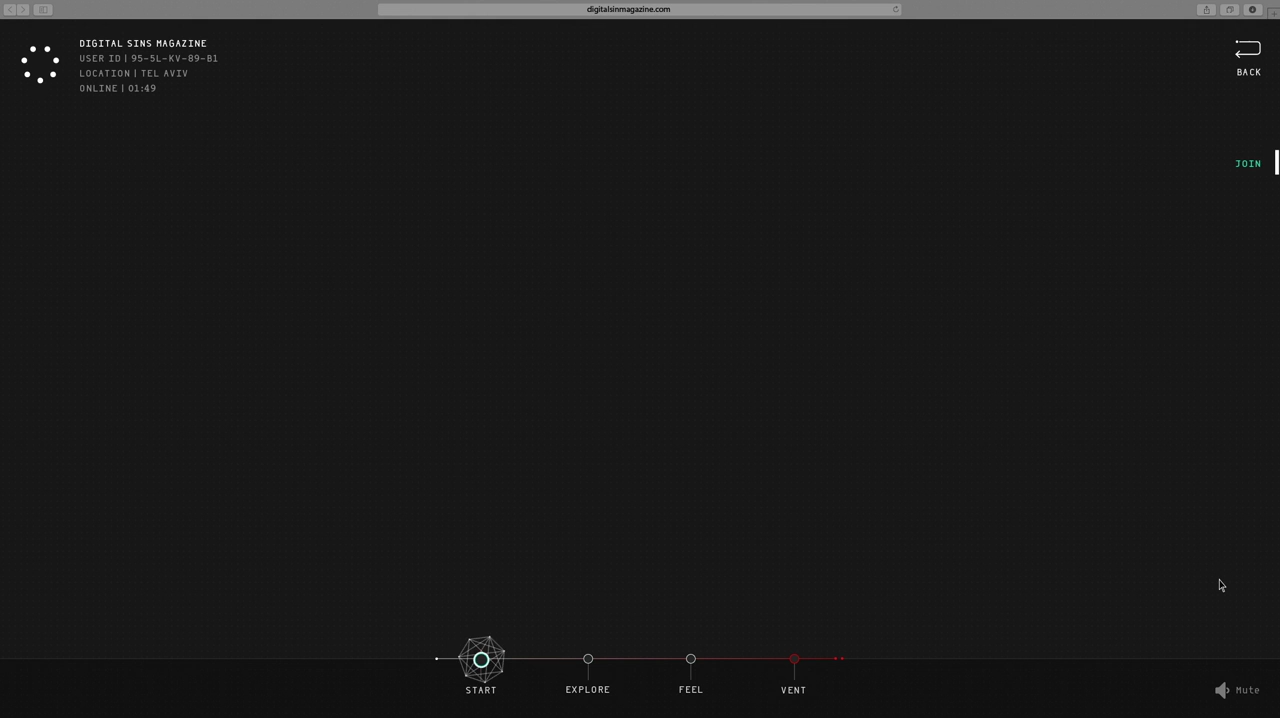 digitalsinmagazine.com
DIGITAL SINS MAGAZINE
USER ID | 95-5L-KV-89-B1
LOCATION | TEL AVIV
ONLINE | 01:49
BACK
JOIN
START
EXPLORE
FEEL
VENT
Mute